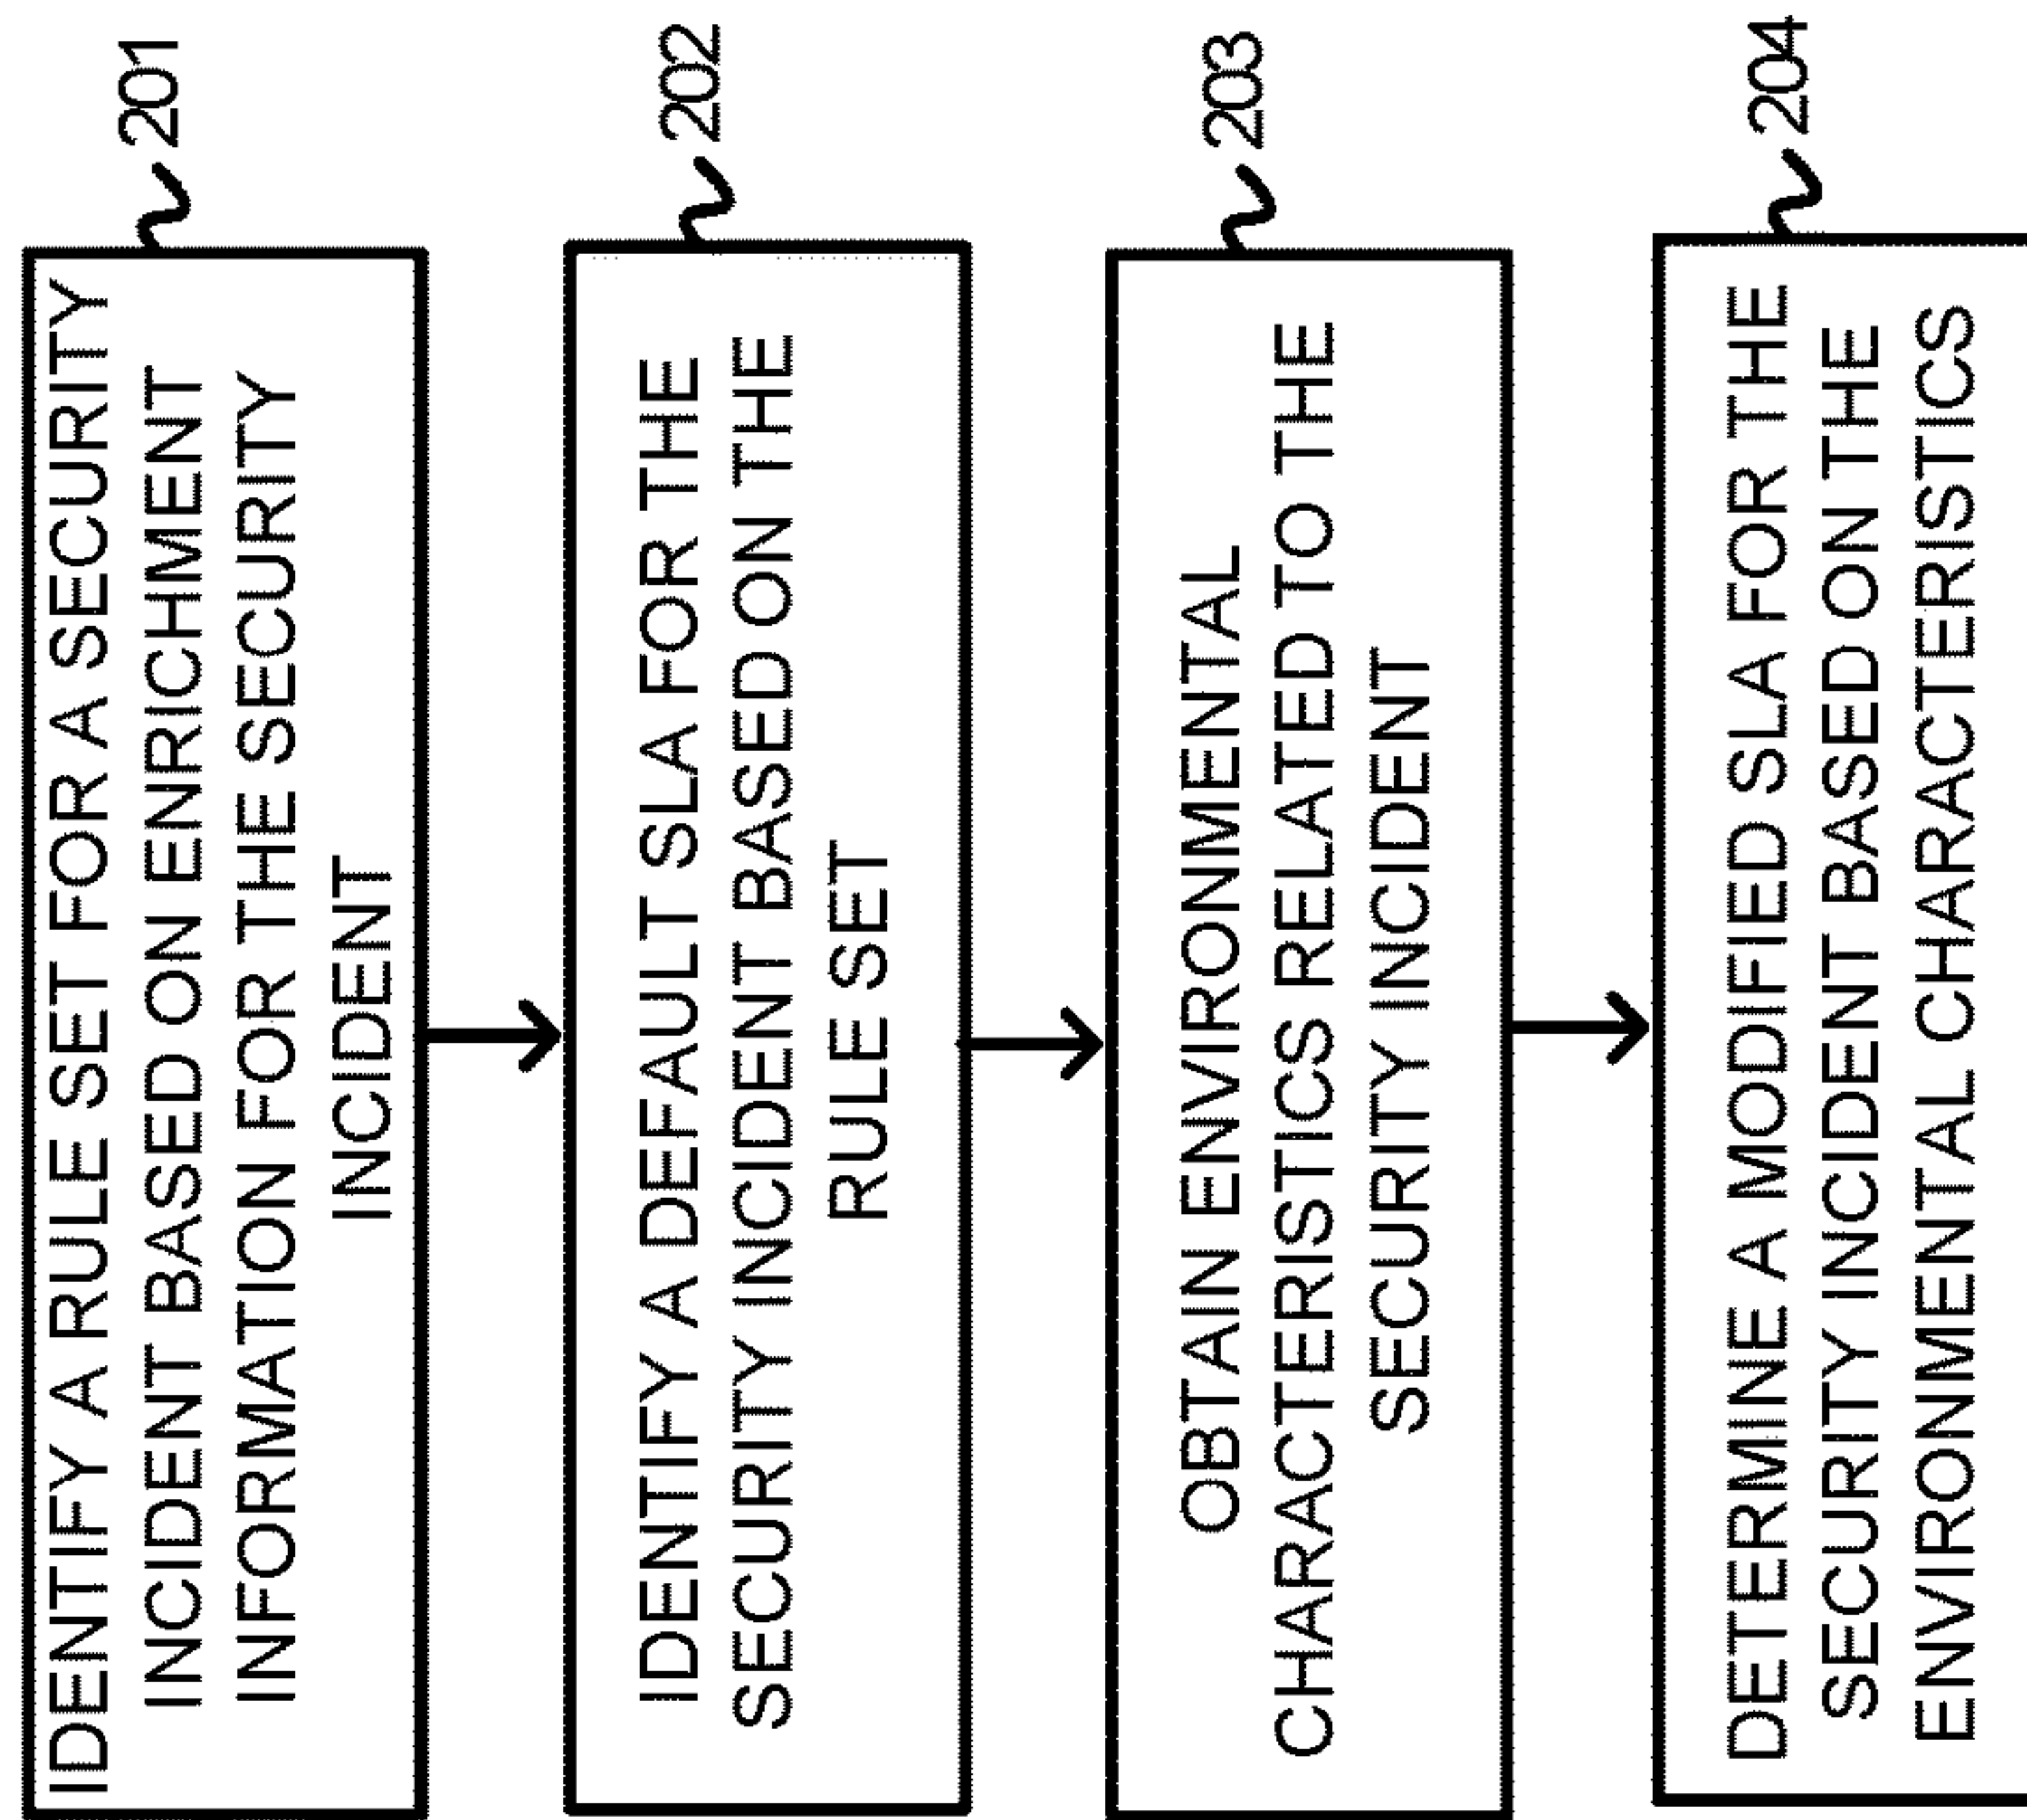 IDENTIFY A RULE SET FOR A SECURITY
INCIDENT BASED ON ENRICHMENT
INFORMATION FOR THE SECURITY
INCIDENT
201
IDENTIFY A DEFAULT SLA FOR THE
SECURITY INCIDENT BASED ON THE
RULE SET
202
OBTAIN ENVIRONMENTAL
CHARACTERISTICS RELATED TO THE
SECURITY INCIDENT
203
DETERMINE A MODIFIED SLA FOR THE
SECURITY INCIDENT BASED ON THE
ENVIRONMENTAL CHARACTERISTICS
204